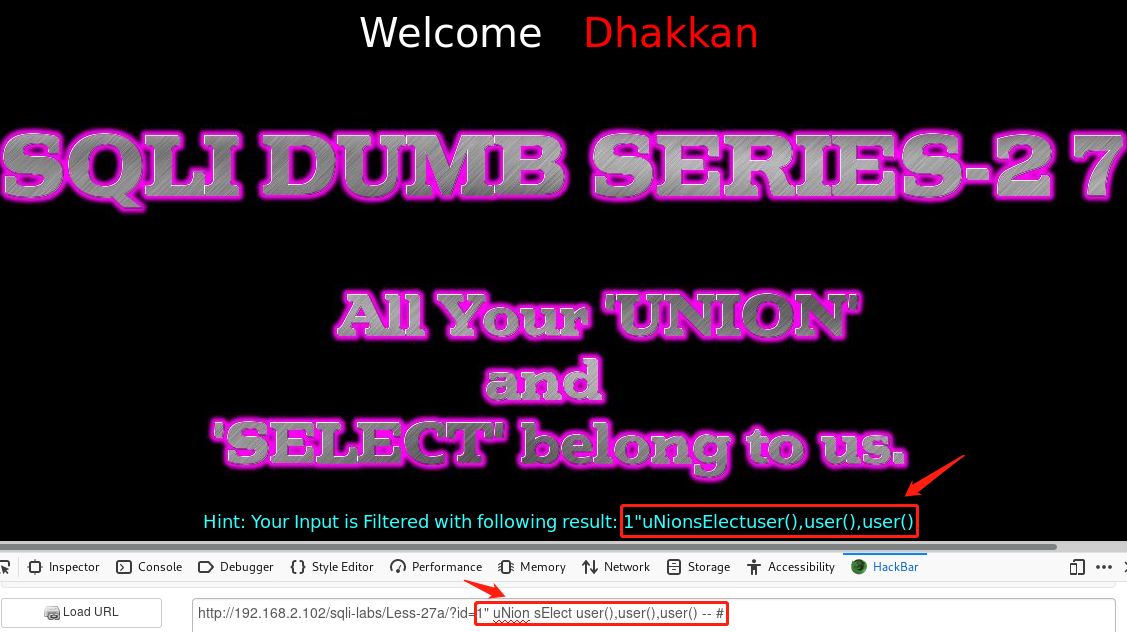 Welcome Dhakkan
SQLI DUMB SERIES-27
All Your 'UNION'
and
'SELECT' belong to us.
Hint: Your Input is Filtered with following result: 1"uNionsElectuser(),user(),user()
Inspector Console Debugger Style Editor Performance Memory Network Storage Accessibility HackBar
Load URL http://192.168.2.102/sqli-labs/Less-27a/?id=1" uNion sElect user(),user(),user() -- #